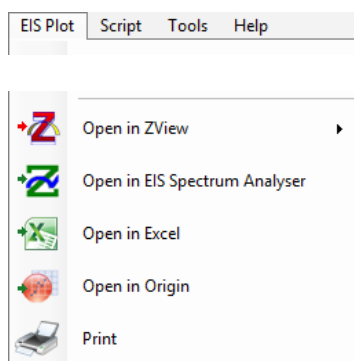 EIS Plot Script Tools Help
Open in ZView
Open in EIS Spectrum Analyser
Open in Excel
Open in Origin
Print